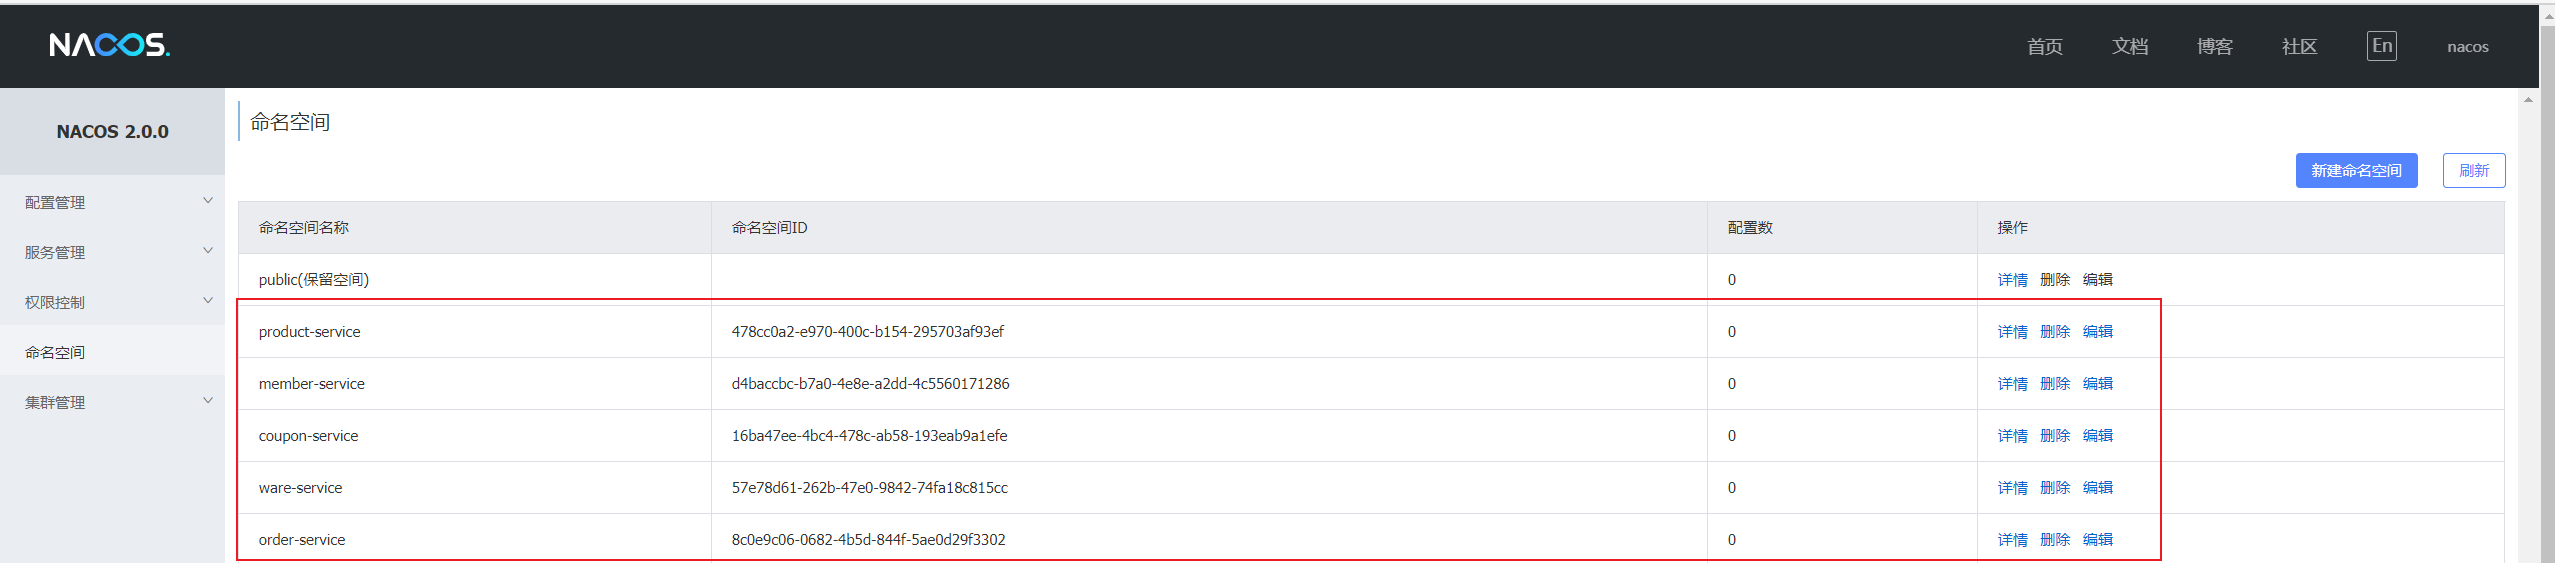 NACOS.
首页 文档 博客 社区 En nacos
NACOS 2.0.0
配置管理
服务管理
权限控制
命名空间
集群管理
命名空间
新建命名空间 刷新
命名空间名称 命名空间ID 配置数 操作
public(保留空间) 0 详情 删除 编辑
product-service 478cc0a2-e970-400c-b154-295703af93ef 0 详情 删除 编辑
member-service d4baccbc-b7a0-4e8e-a2dd-4c5560171286 0 详情 删除 编辑
coupon-service 16ba47ee-4bc4-478c-ab58-193eab9a1efe 0 详情 删除 编辑
ware-service 57e78d61-262b-47e0-9842-74fa18c815cc 0 详情 删除 编辑
order-service 8c0e9c06-0682-4b5d-844f-5ae0d29f3302 0 详情 删除 编辑